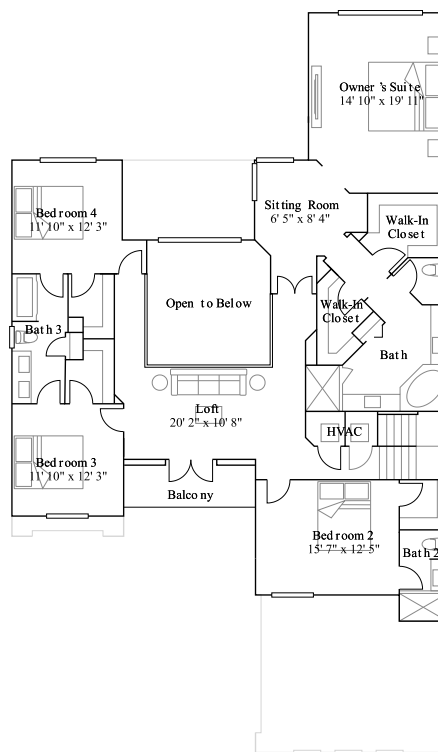 Owner's Suite
14' 10" x 19' 11"
Sitting Room
6' 5" x 8' 4"
Walk-In
Closet
Bedroom 4
11' 10" x 12' 3"
Open to Below
Walk-In
Closet
Bath 3
Bath
Loft
20' 2" x 10' 8"
HVAC
Bedroom 3
11' 10" x 12' 3"
Balcony
Bedroom 2
15' 7" x 12' 5"
Bath 2